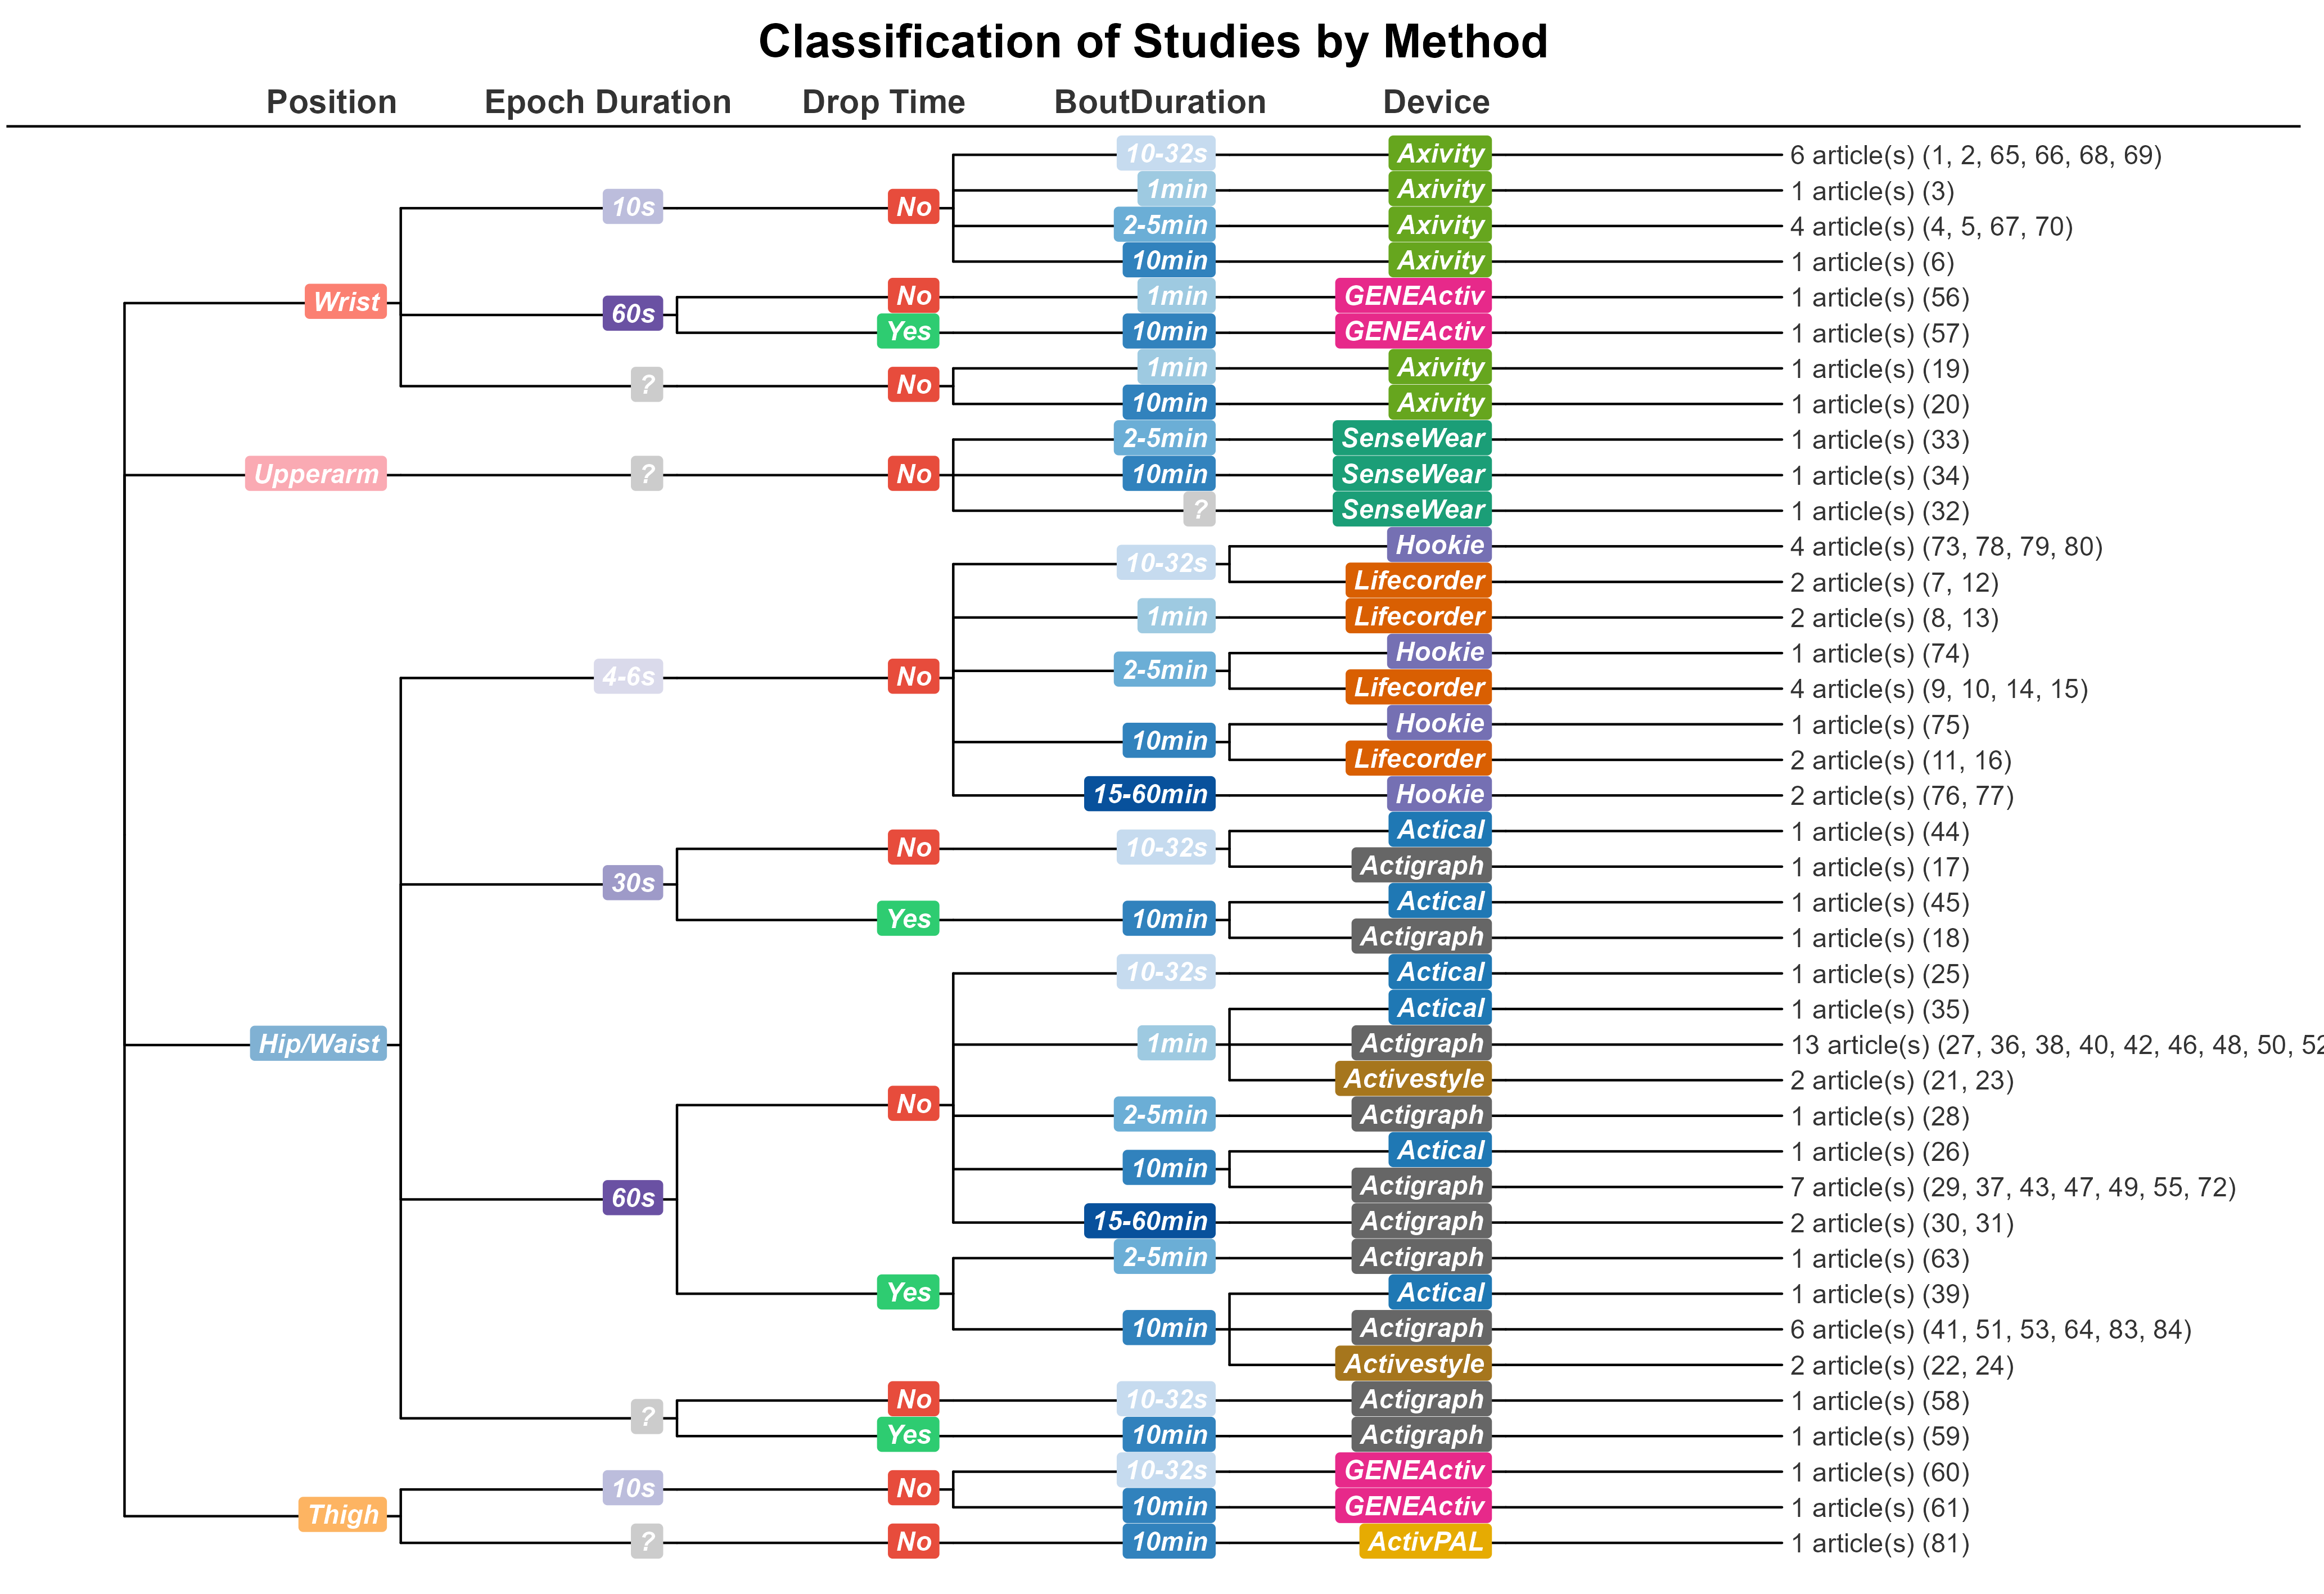 Classification of Studies by Method
Position Epoch Duration Drop Time BoutDuration Device
10-32s Axivity 6 article(s) (1, 2, 65, 66, 68, 69)
1min Axivity 1 article(s) (3)
10s No
2-5min Axivity 4 article(s) (4, 5, 67, 70)
10min Axivity 1 article(s) (6)
Wrist
No 1min GENEActiv 1 article(s) (56)
60s
Yes 10min GENEActiv 1 article(s) (57)
1min Axivity 1 article(s) (19)
? No
10min Axivity 1 article(s) (20)
2-5min SenseWear 1 article(s) (33)
Upperarm ? No 10min SenseWear 1 article(s) (34)
? SenseWear 1 article(s) (32)
Hookie 4 article(s) (73, 78, 79, 80)
10-32s
Lifecorder 2 article(s) (7, 12)
1min Lifecorder 2 article(s) (8, 13)
Hookie 1 article(s) (74)
4-6s No 2-5min
Lifecorder 4 article(s) (9, 10, 14, 15)
Hookie 1 article(s) (75)
10min
Lifecorder 2 article(s) (11, 16)
15-60min Hookie 2 article(s) (76, 77)
Actical 1 article(s) (44)
No 10-32s
Actigraph 1 article(s) (17)
30s
Actical 1 article(s) (45)
Yes 10min
Actigraph 1 article(s) (18)
10-32s Actical 1 article(s) (25)
Actical 1 article(s) (35)
Hip/Waist 1min Actigraph 13 article(s) (27, 36, 38, 40, 42, 46, 48, 50, 52
Activestyle 2 article(s) (21, 23)
No
2-5min Actigraph 1 article(s) (28)
Actical 1 article(s) (26)
10min
Actigraph 7 article(s) (29, 37, 43, 47, 49, 55, 72)
60s
15-60min Actigraph 2 article(s) (30, 31)
2-5min Actigraph 1 article(s) (63)
Yes Actical 1 article(s) (39)
10min Actigraph 6 article(s) (41, 51, 53, 64, 83, 84)
Activestyle 2 article(s) (22, 24)
No 10-32s Actigraph 1 article(s) (58)
?
Yes 10min Actigraph 1 article(s) (59)
10-32s GENEActiv 1 article(s) (60)
10s No
10min GENEActiv 1 article(s) (61)
Thigh
? No 10min ActivPAL 1 article(s) (81)